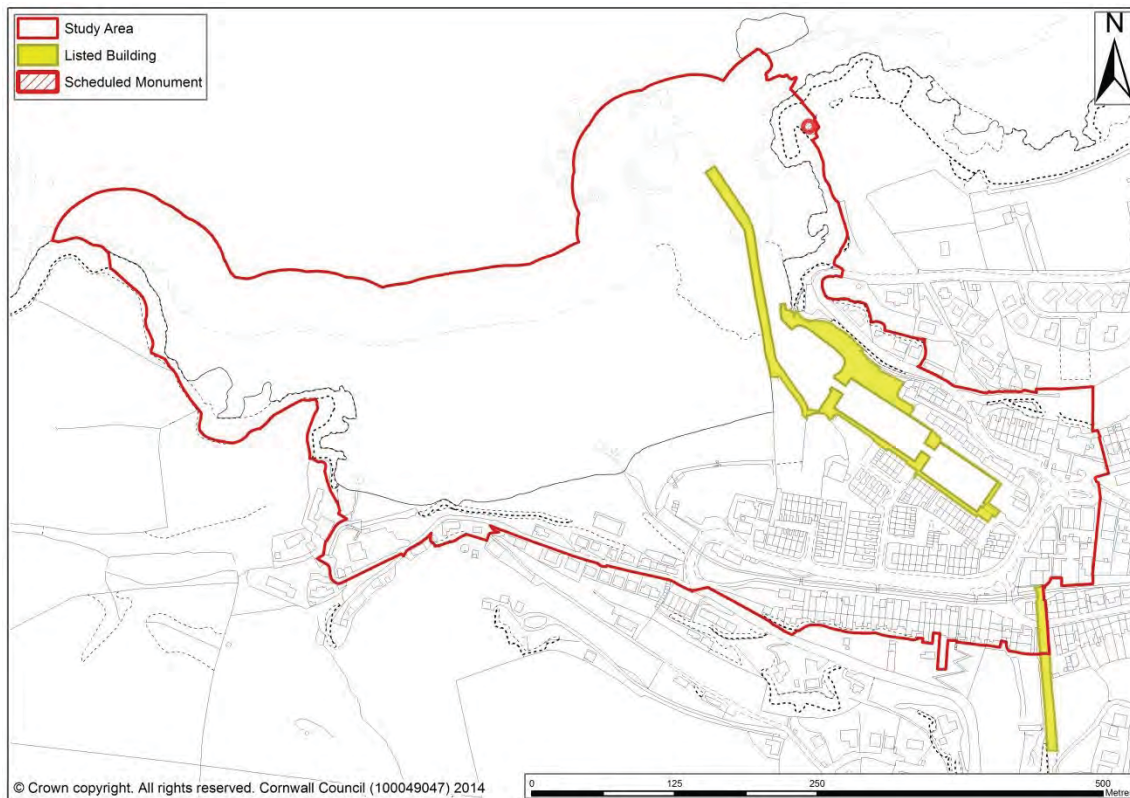 Study Area
Listed Building
Scheduled Monument
N
© Crown copyright. All rights reserved. Cornwall Council (100049047) 2014
0 125 250 500
Metre